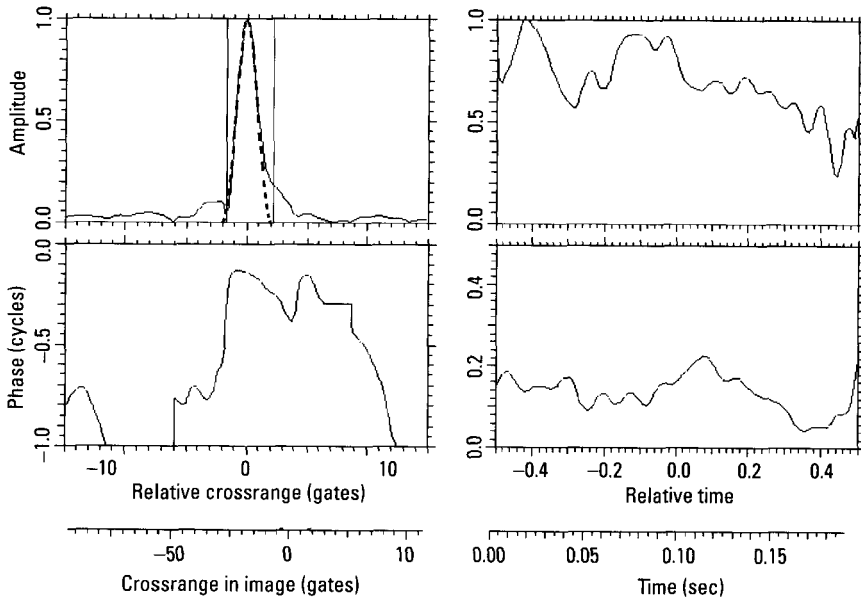 1.0
0.5
0.0
Amplitude
1.0
0.5
0.0
0.0
−0.5
−1.0
Phase (cycles)
0.4
0.2
0.0
−10 0 10
Relative crossrange (gates)
−0.4 −0.2 0.0 0.2 0.4
Relative time
−50 0 10
Crossrange in image (gates)
0.00 0.05 0.10 0.15
Time (sec)